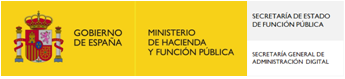 GOBIERNO
DE ESPAÑA
MINISTERIO
DE HACIENDA
Y FUNCIÓN PÚBLICA
SECRETARÍA DE ESTADO
DE FUNCIÓN PÚBLICA
SECRETARÍA GENERAL DE
ADMINISTRACIÓN DIGITAL